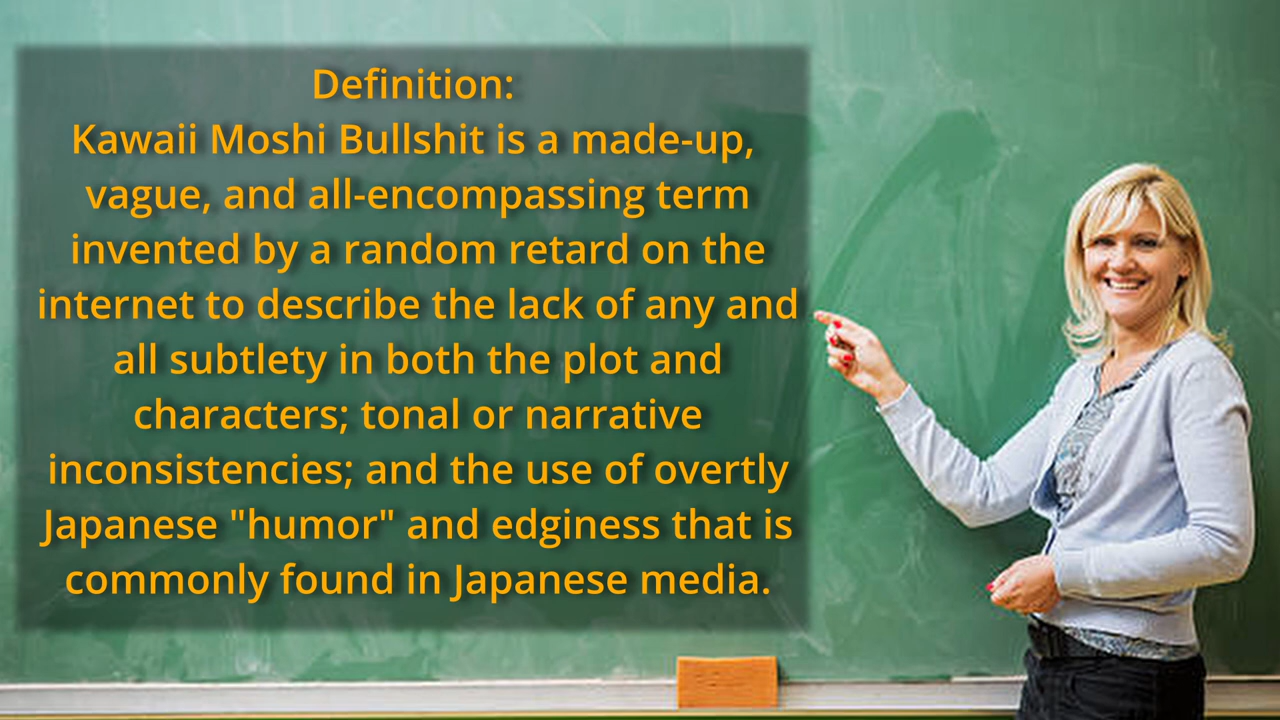 Definition:
Kawaii Moshi Bullshit is a made-up,
vague, and all-encompassing term
invented by a random retard on the
internet to describe the lack of any and
all subtlety in both the plot and
characters; tonal or narrative
inconsistencies; and the use of overtly
Japanese "humor" and edginess that is
commonly found in Japanese media.